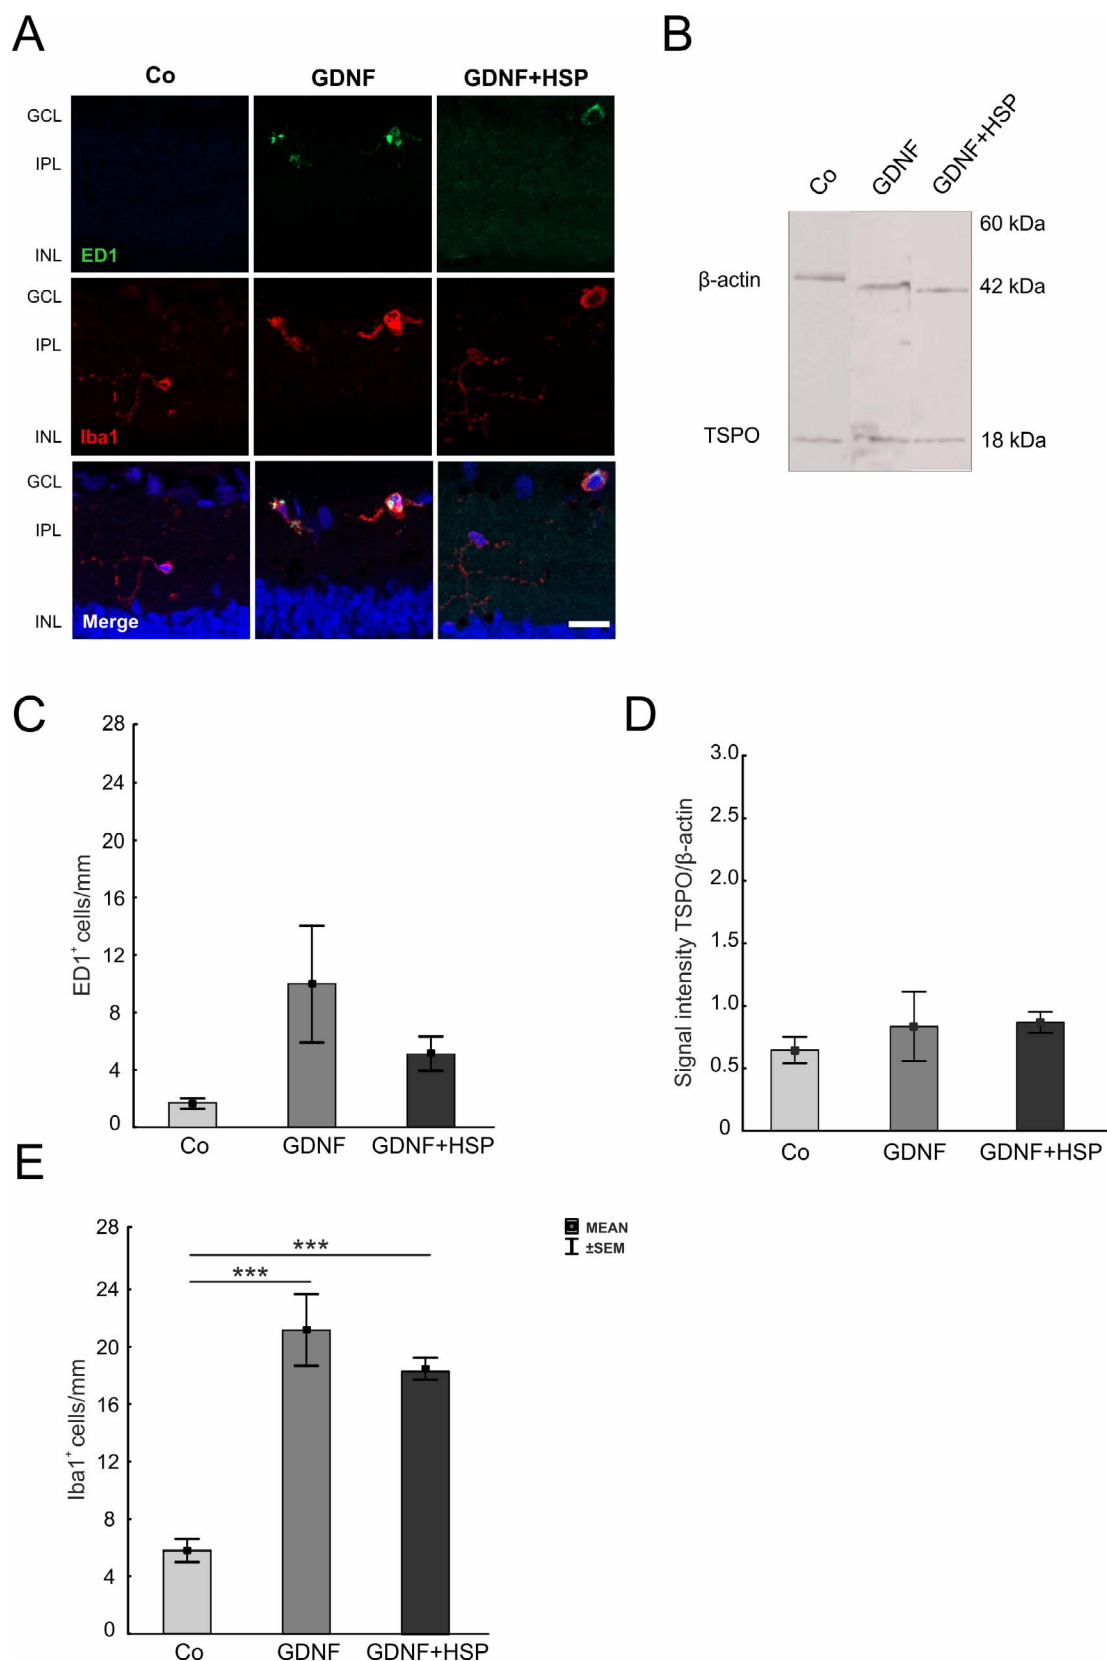 A
Co GDNF GDNF+HSP
GCL
IPL
INL
ED1
GCL
IPL
INL
Iba1
GCL
IPL
INL
Merge
B
Co GDNF GDNF+HSP
60 kDa
β-actin 42 kDa
TSPO 18 kDa
C
ED1⁺ cells/mm
28
24
20
16
12
8
4
0
Co GDNF GDNF+HSP
D
Signal intensity TSPO/β-actin
3.0
2.5
2.0
1.5
1.0
0.5
0
Co GDNF GDNF+HSP
E
Iba1⁺ cells/mm
28
24
20
16
12
8
4
0
***
***
Co GDNF GDNF+HSP
MEAN
±SEM